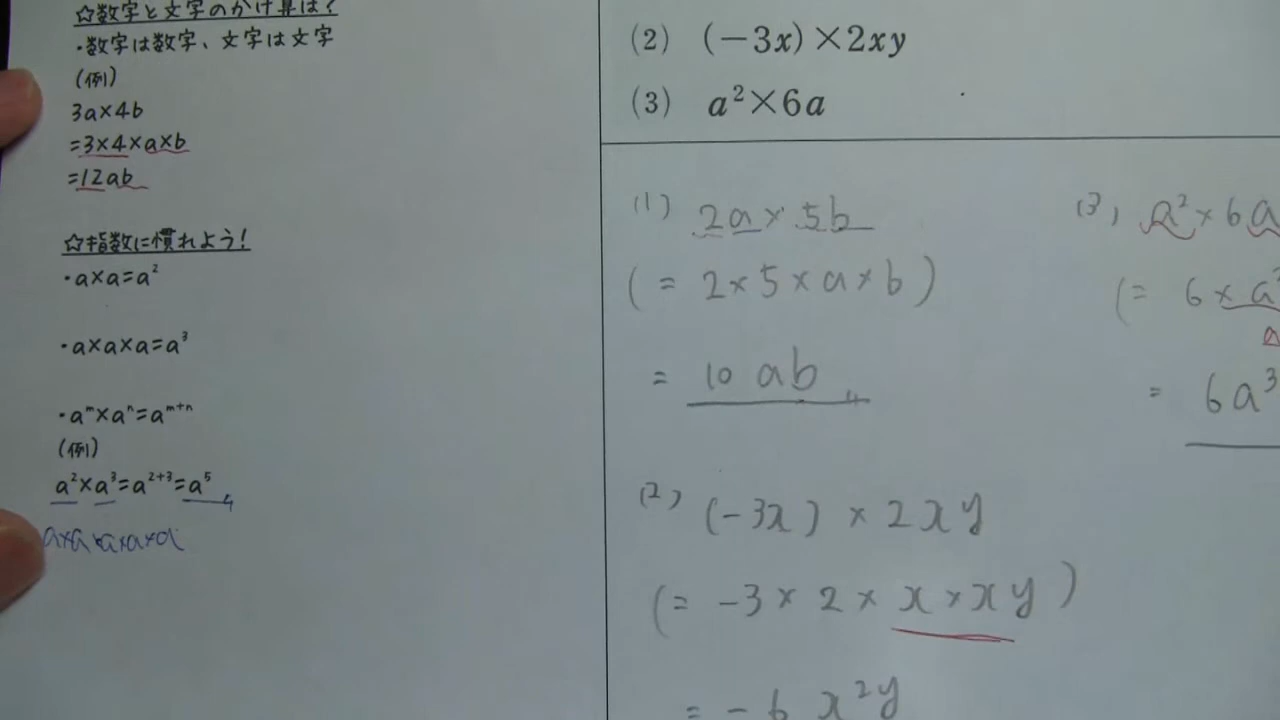 ☆数字と文字のかけ算は?
・数字は数字、文字は文字
(例)
3a×4b
=3×4×a×b
=12ab
☆指数に慣れよう!
・a×a=a²
・a×a×a=a³
・aᵐ×aⁿ=aᵐ⁺ⁿ
(例)
a²×a³=a²⁺³=a⁵
a×a×a×a×a
(2) (−3x)×2xy
(3) a²×6a
(1) 2a×5b
(= 2×5×a×b)
= 10ab
(2) (−3x)×2xy
(= −3×2×x×xy)
= −6x²y
(3) a²×6a
(= 6×a²
= 6a³